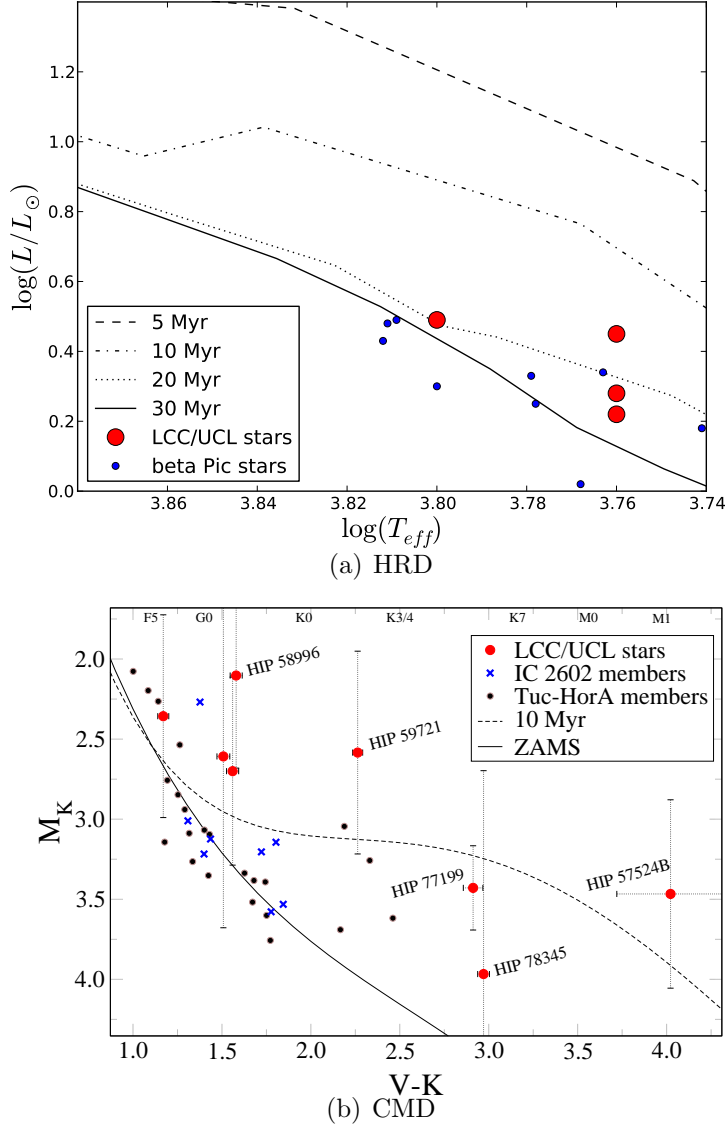 log(L/L⊙)
1.2
1.0
0.8
0.6
0.4
0.2
0.0
5 Myr
10 Myr
20 Myr
30 Myr
LCC/UCL stars
beta Pic stars
3.86 3.84 3.82 3.80 3.78 3.76 3.74
log(T_eff)
(a) HRD
F5 G0 K0 K3/4 K7 M0 M1
M_K
2.0
2.5
3.0
3.5
4.0
LCC/UCL stars
IC 2602 members
Tuc-HorA members
10 Myr
ZAMS
HIP 58996
HIP 59721
HIP 77199
HIP 57524B
HIP 78345
1.0 1.5 2.0 2.5 3.0 3.5 4.0
V-K
(b) CMD